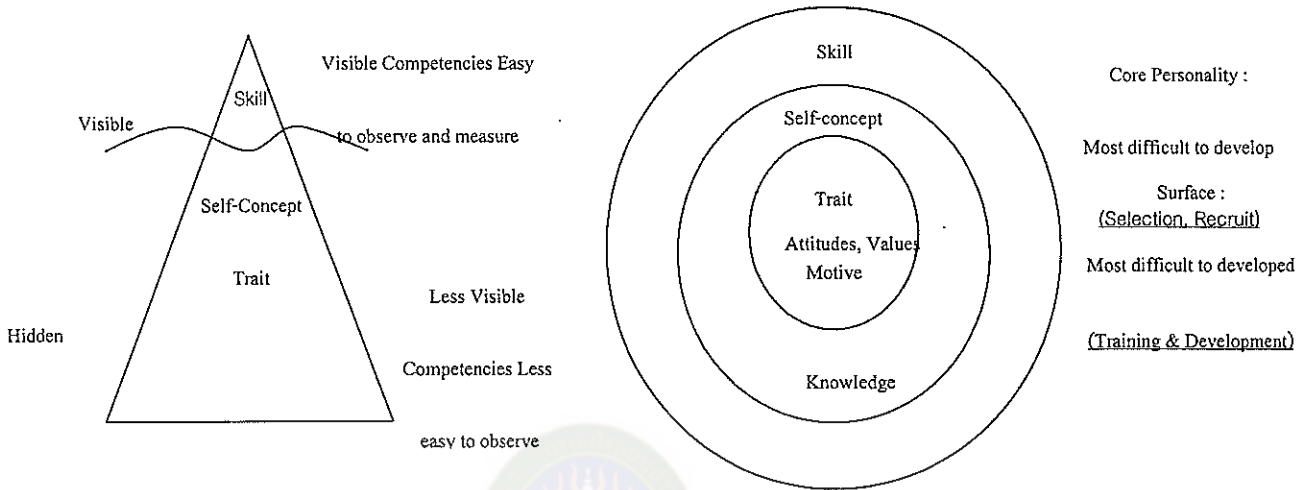 Visible Competencies Easy
Skill
Visible
to observe and measure
Self-Concept
Trait
Less Visible
Hidden
Competencies Less
easy to observe
Skill
Self-concept
Trait
Attitudes, Values
Motive
Knowledge
Core Personality :
Most difficult to develop
Surface :
(Selection, Recruit)
Most difficult to developed
(Training & Development)